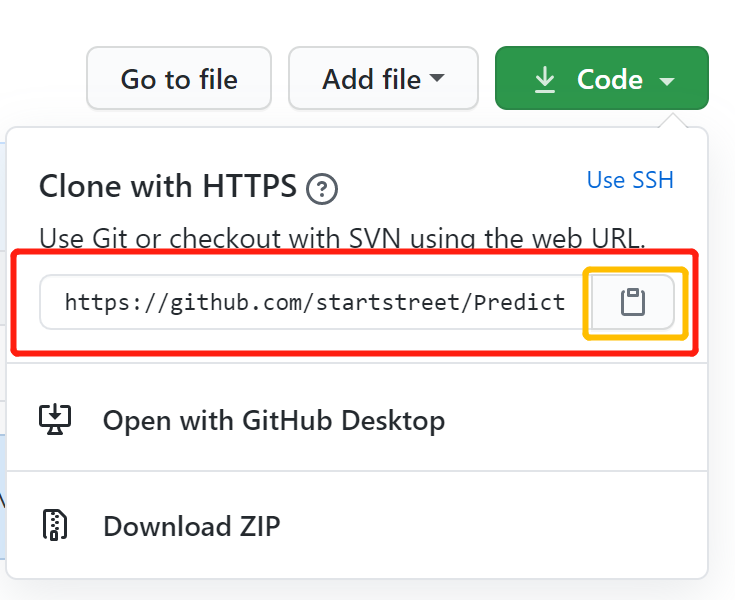 Go to file
Add file
Code
Clone with HTTPS
Use SSH
Use Git or checkout with SVN using the web URL.
https://github.com/startstreet/Predict
Open with GitHub Desktop
Download ZIP